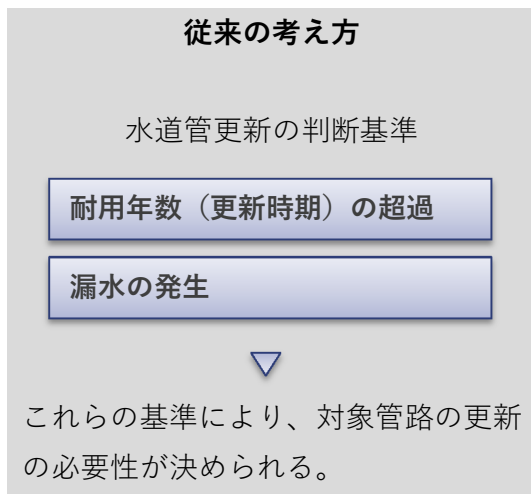 従来の考え方
水道管更新の判断基準
耐用年数（更新時期）の超過
漏水の発生
これらの基準により、対象管路の更新
の必要性が決められる。